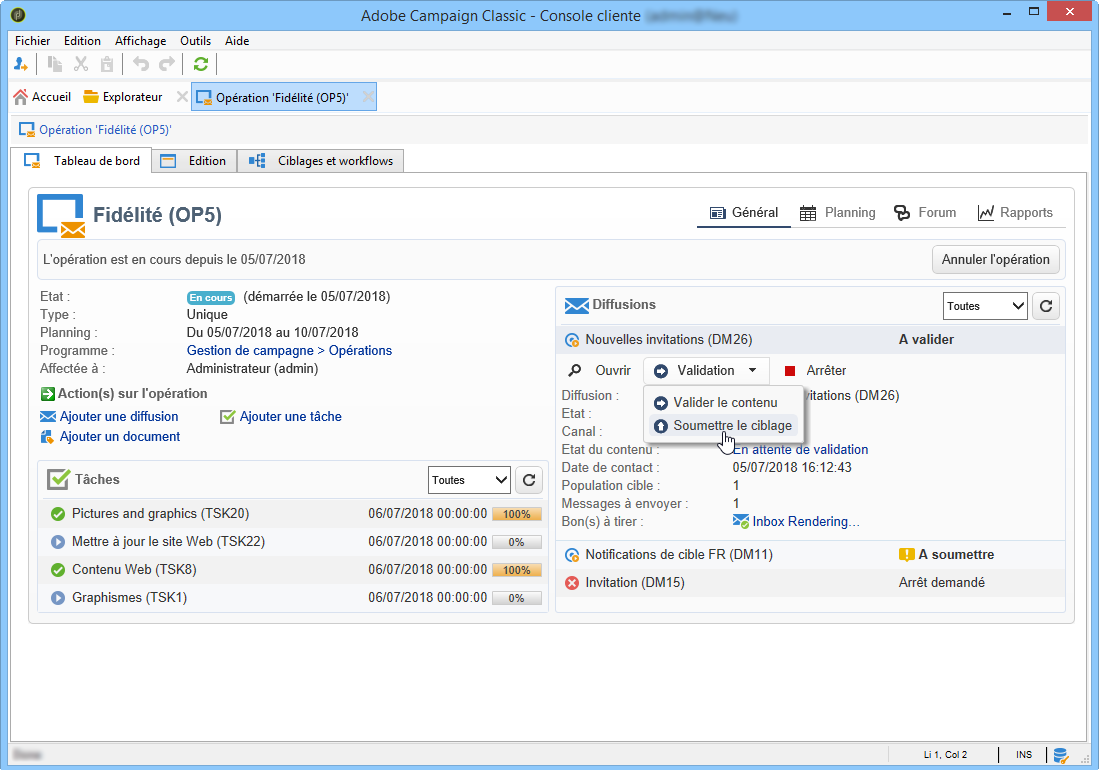 Adobe Campaign Classic - Console cliente
Fichier Edition Affichage Outils Aide
Accueil Explorateur Opération 'Fidélité (OP5)'
Opération 'Fidélité (OP5)'
Tableau de bord Edition Ciblages et workflows
Fidélité (OP5)
Général Planning Forum Rapports
L'opération est en cours depuis le 05/07/2018 Annuler l'opération
Etat : En cours (démarrée le 05/07/2018)
Type : Unique
Planning : Du 05/07/2018 au 10/07/2018
Programme : Gestion de campagne > Opérations
Affectée à : Administrateur (admin)
Action(s) sur l'opération
Ajouter une diffusion Ajouter une tâche
Ajouter un document
Tâches Toutes
Pictures and graphics (TSK20) 06/07/2018 00:00:00 100%
Mettre à jour le site Web (TSK22) 06/07/2018 00:00:00 0%
Contenu Web (TSK8) 06/07/2018 00:00:00 100%
Graphismes (TSK1) 06/07/2018 00:00:00 0%
Diffusions Toutes
Nouvelles invitations (DM26) A valider
Ouvrir Validation Arrêter
Valider le contenu
Soumettre le ciblage
Diffusion : vitations (DM26)
Etat :
Canal :
Etat du contenu : En attente de validation
Date de contact : 05/07/2018 16:12:43
Population cible : 1
Messages à envoyer : 1
Bon(s) à tirer : Inbox Rendering...
Notifications de cible FR (DM11) A soumettre
Invitation (DM15) Arrêt demandé
Li 1, Col 2 INS